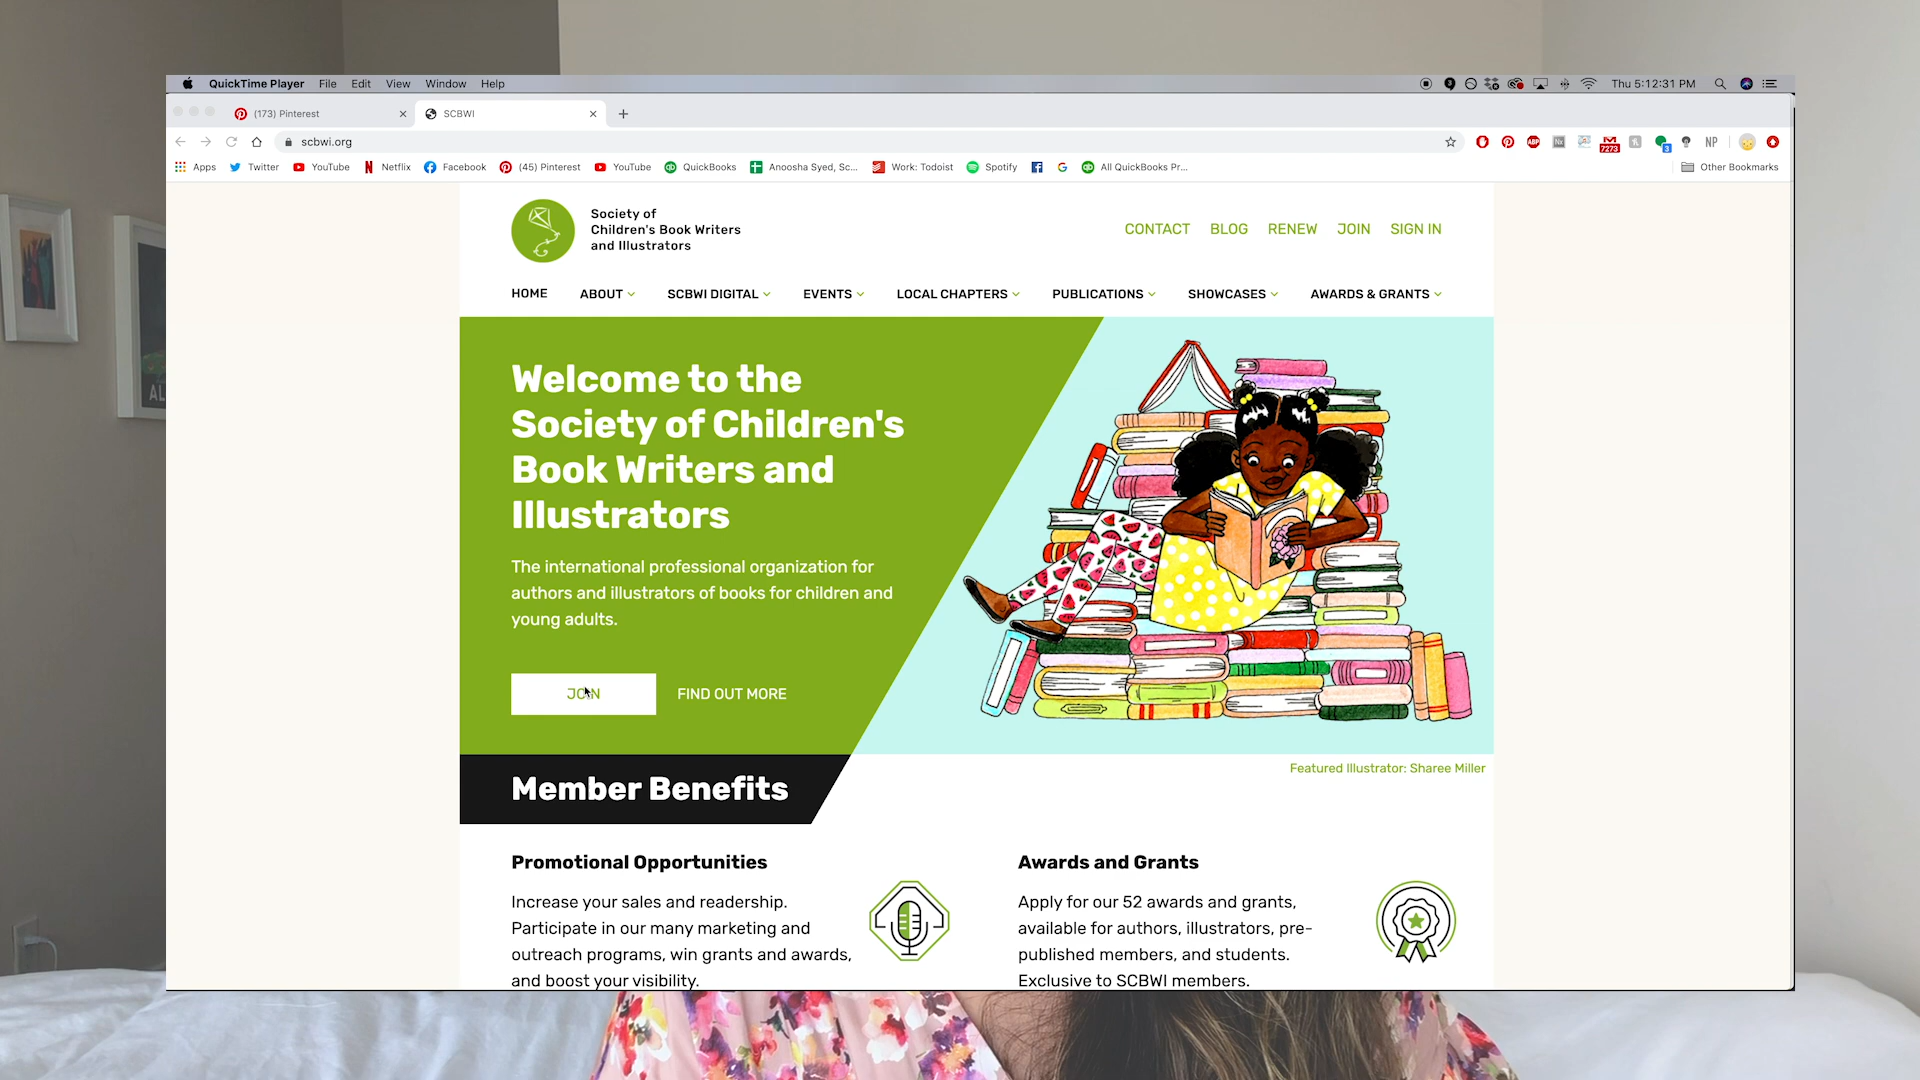 QuickTime Player File Edit View Window Help Thu 5:12:31 PM
(173) Pinterest SCBWI
scbwi.org 7273 NP
Apps Twitter YouTube Netflix Facebook (45) Pinterest YouTube QuickBooks Anoosha Syed, Sc... Work: Todoist Spotify All QuickBooks Pr... Other Bookmarks
Society of
Children's Book Writers
and Illustrators
CONTACT BLOG RENEW JOIN SIGN IN
HOME ABOUT SCBWI DIGITAL EVENTS LOCAL CHAPTERS PUBLICATIONS SHOWCASES AWARDS & GRANTS
Welcome to the
Society of Children's
Book Writers and
Illustrators
The international professional organization for
authors and illustrators of books for children and
young adults.
JOIN FIND OUT MORE
Featured Illustrator: Sharee Miller
Member Benefits
Promotional Opportunities
Increase your sales and readership.
Participate in our many marketing and
outreach programs, win grants and awards,
and boost your visibility.
Awards and Grants
Apply for our 52 awards and grants,
available for authors, illustrators, pre-
published members, and students.
Exclusive to SCBWI members.
AL